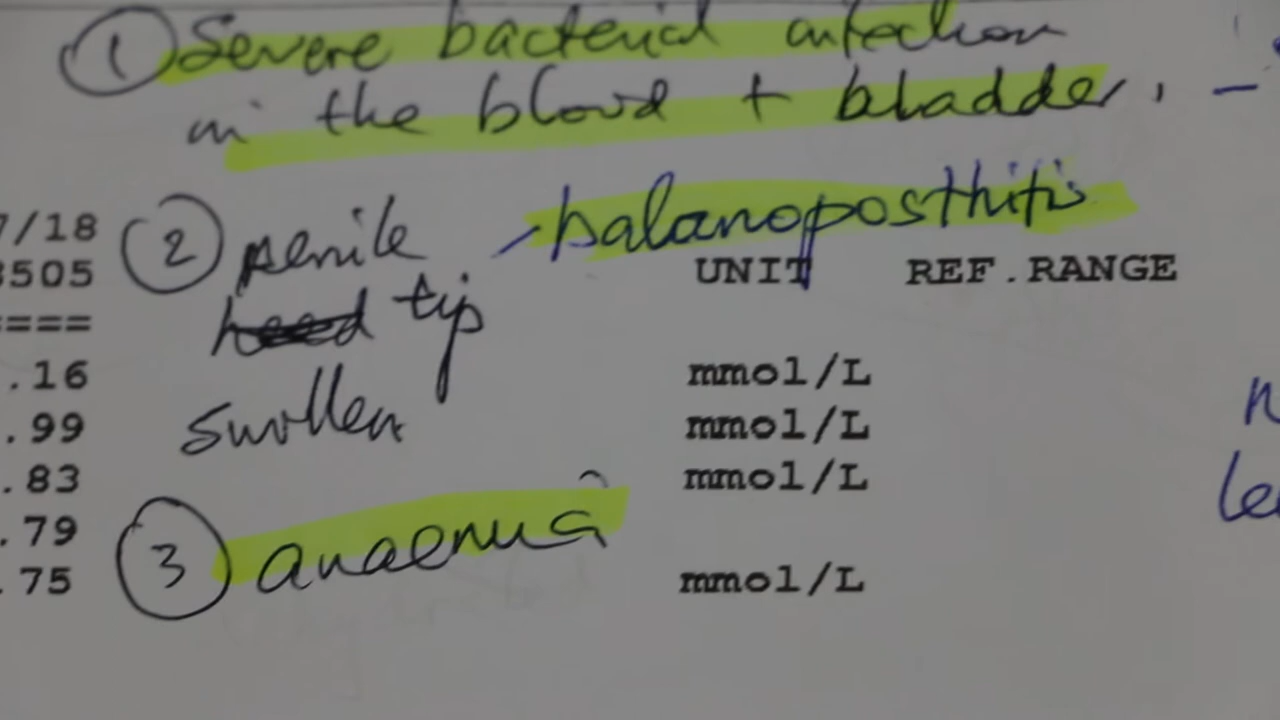 ① Severe bacterial infection
in the blood + bladder. -
7/18 ② penile - balanoposthitis
3505 UNIT REF.RANGE
==== tip
.16 mmol/L
.99 swollen mmol/L
.83 mmol/L
.79 ③ anaemia
.75 mmol/L